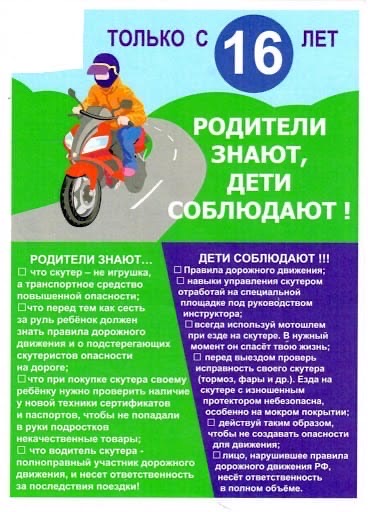 ТОЛЬКО С 16 ЛЕТ
РОДИТЕЛИ
ЗНАЮТ,
ДЕТИ
СОБЛЮДАЮТ !
РОДИТЕЛИ ЗНАЮТ...
□ что скутер – не игрушка,
а транспортное средство
повышенной опасности;
□ что перед тем как сесть
за руль ребёнок должен
знать правила дорожного
движения и о подстерегающих
скутеристов опасности
на дороге;
□ что при покупке скутера своему
ребёнку нужно проверить наличие
у новой техники сертификатов
и паспортов, чтобы не попадали
в руки подростков
некачественные товары;
□ что водитель скутера -
полноправный участник дорожного
движения, и несет ответственность
за последствия поездки!
ДЕТИ СОБЛЮДАЮТ !!!
□ Правила дорожного движения;
□ навыки управления скутером
отработай на специальной
площадке под руководством
инструктора;
□ всегда используй мотошлем
при езде на скутере. В нужный
момент он спасёт твою жизнь;
□ перед выездом проверь
исправность своего скутера
(тормоз, фары и др.). Езда на
скутере с изношенным
протектором небезопасна,
особенно на мокром покрытии;
□ действуй таким образом,
чтобы не создавать опасности
для движения;
□ лицо, нарушившее правила
дорожного движения РФ,
несёт ответственность
в полном объёме.